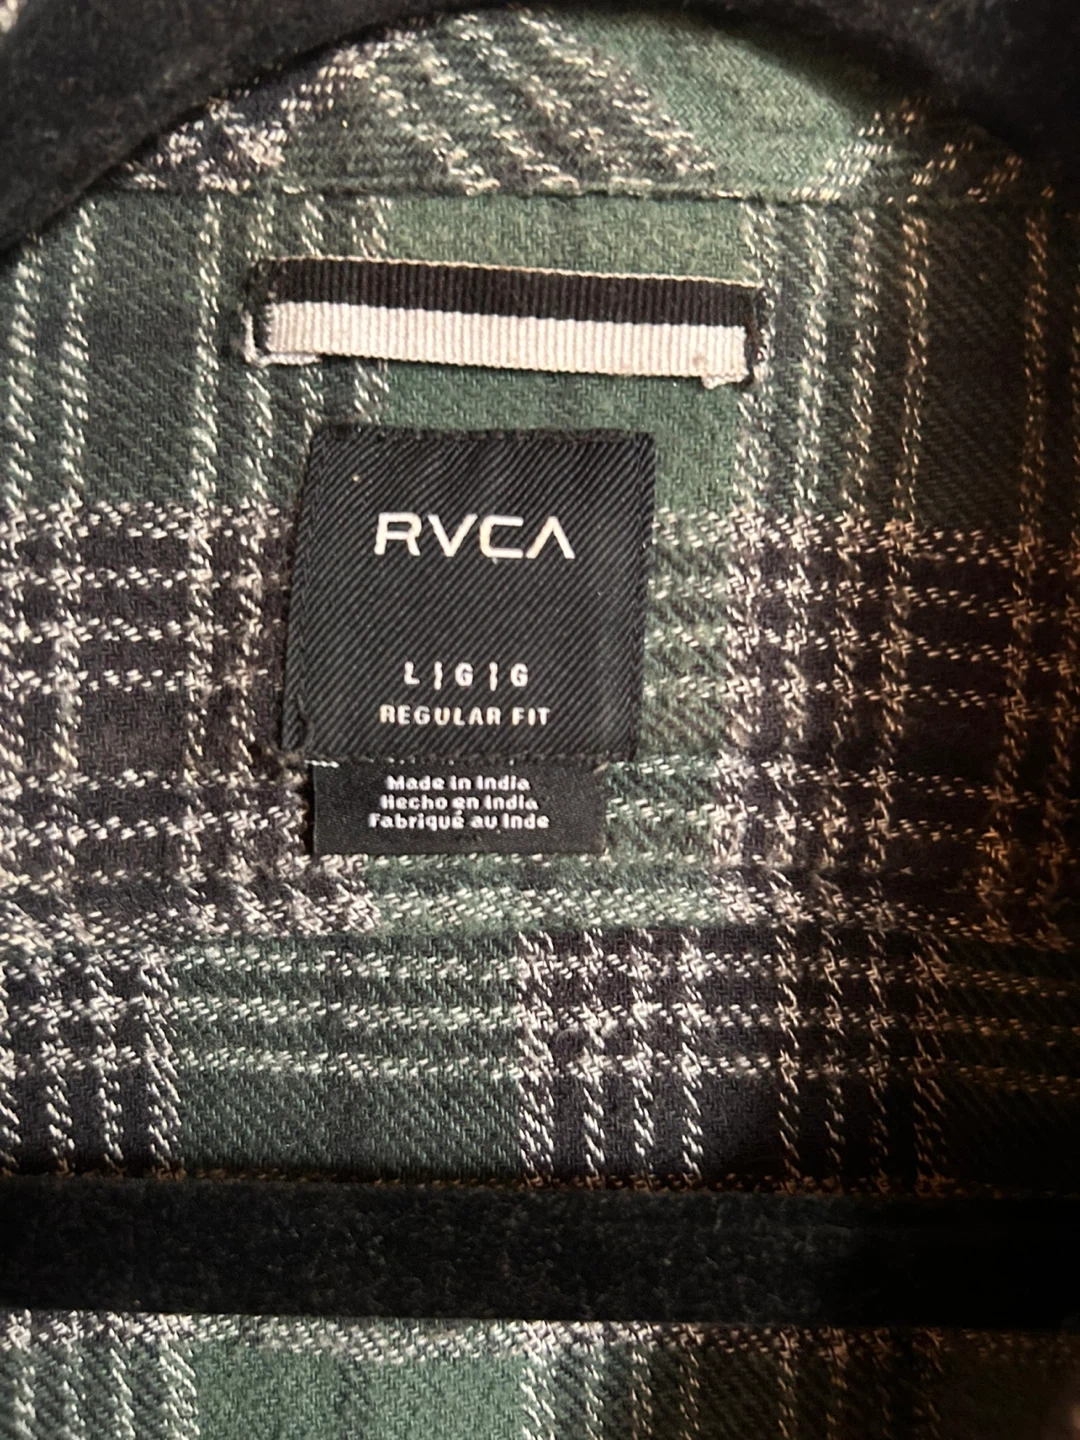 RVCA
L | G | G
REGULAR FIT
Made in India
Hecho en India
Fabriqué au Inde